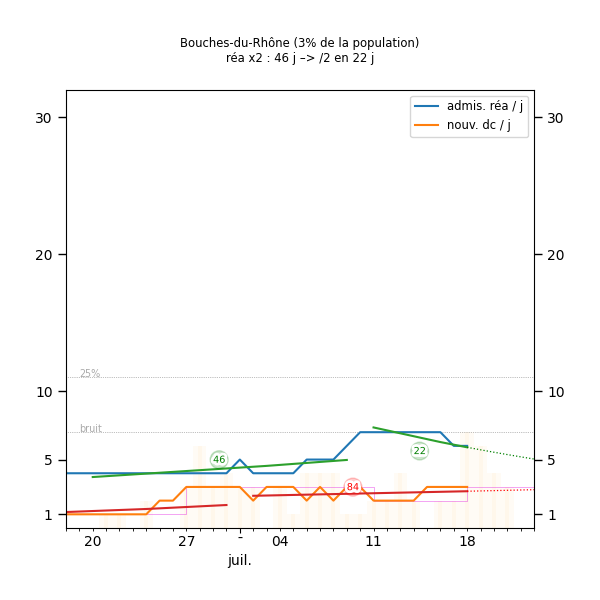 Bouches-du-Rhône (3% de la population)
réa x2 : 46 j –> /2 en 22 j
admis. réa / j
nouv. dc / j
30 30
20 20
25%
10 10
bruit
46 22
5 5
84
1 1
20 27 - 04 11 18
juil.